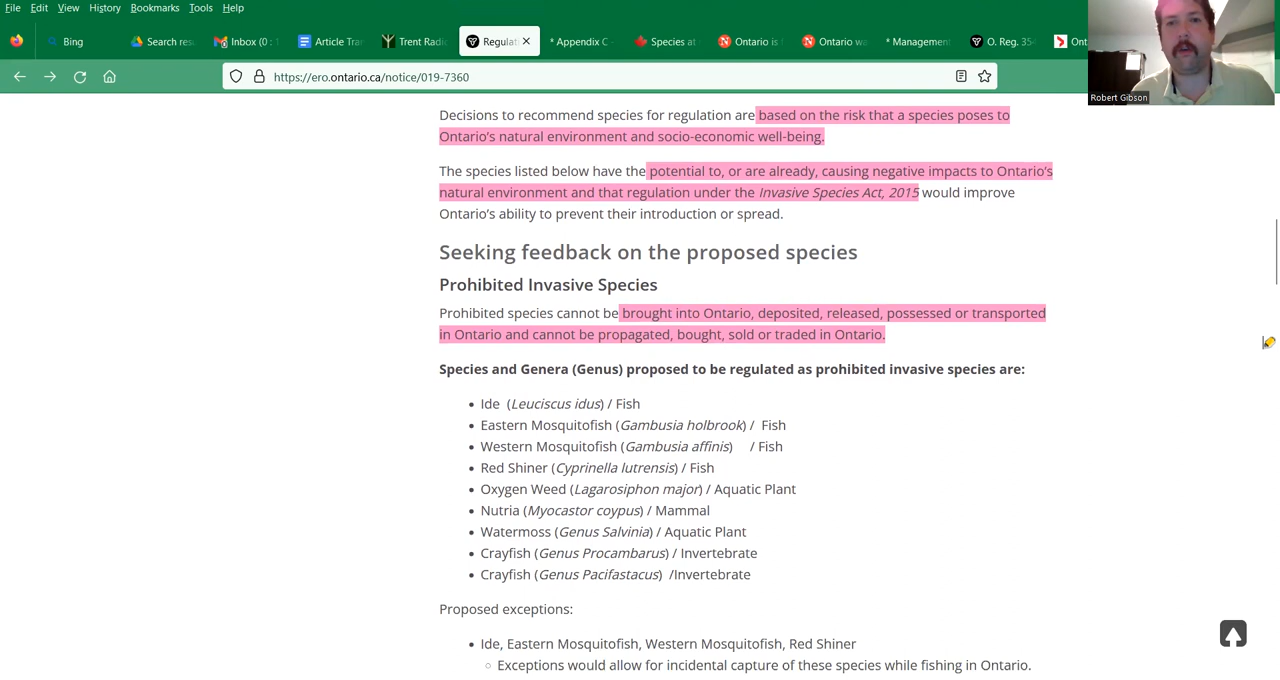 File Edit View History Bookmarks Tools Help
Bing
Search res
Inbox (0 :
Article Tra
Trent Radi
Regulati
* Appendix C -
Species at
Ontario is
Ontario wa
* Management
O. Reg. 35
Ont
https://ero.ontario.ca/notice/019-7360
Robert Gibson
Decisions to recommend species for regulation are based on the risk that a species poses to
Ontario's natural environment and socio-economic well-being.
The species listed below have the potential to, or are already, causing negative impacts to Ontario's
natural environment and that regulation under the Invasive Species Act, 2015 would improve
Ontario's ability to prevent their introduction or spread.
Seeking feedback on the proposed species
Prohibited Invasive Species
Prohibited species cannot be brought into Ontario, deposited, released, possessed or transported
in Ontario and cannot be propagated, bought, sold or traded in Ontario.
Species and Genera (Genus) proposed to be regulated as prohibited invasive species are:
• Ide (Leuciscus idus) / Fish
• Eastern Mosquitofish (Gambusia holbrook) / Fish
• Western Mosquitofish (Gambusia affinis) / Fish
• Red Shiner (Cyprinella lutrensis) / Fish
• Oxygen Weed (Lagarosiphon major) / Aquatic Plant
• Nutria (Myocastor coypus) / Mammal
• Watermoss (Genus Salvinia) / Aquatic Plant
• Crayfish (Genus Procambarus) / Invertebrate
• Crayfish (Genus Pacifastacus) /Invertebrate
Proposed exceptions:
• Ide, Eastern Mosquitofish, Western Mosquitofish, Red Shiner
○ Exceptions would allow for incidental capture of these species while fishing in Ontario.